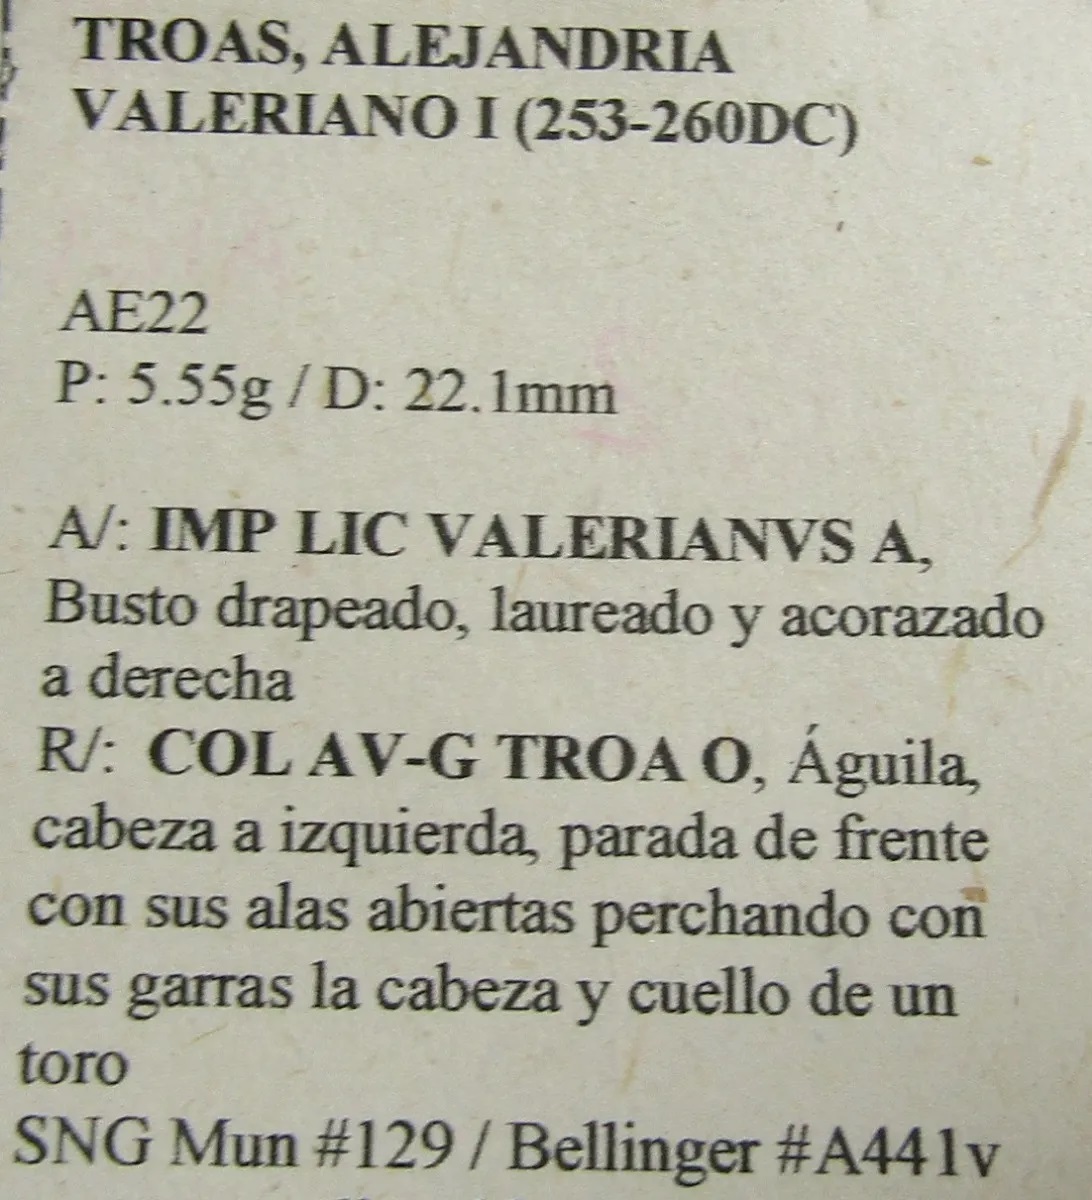 TROAS, ALEJANDRIA
VALERIANO I (253-260DC)
AE22
P: 5.55g / D: 22.1mm
A/: IMP LIC VALERIANVS A,
Busto drapeado, laureado y acorazado
a derecha
R/: COL AV-G TROA O, Águila,
cabeza a izquierda, parada de frente
con sus alas abiertas perchando con
sus garras la cabeza y cuello de un
toro
SNG Mun #129 / Bellinger #A441v